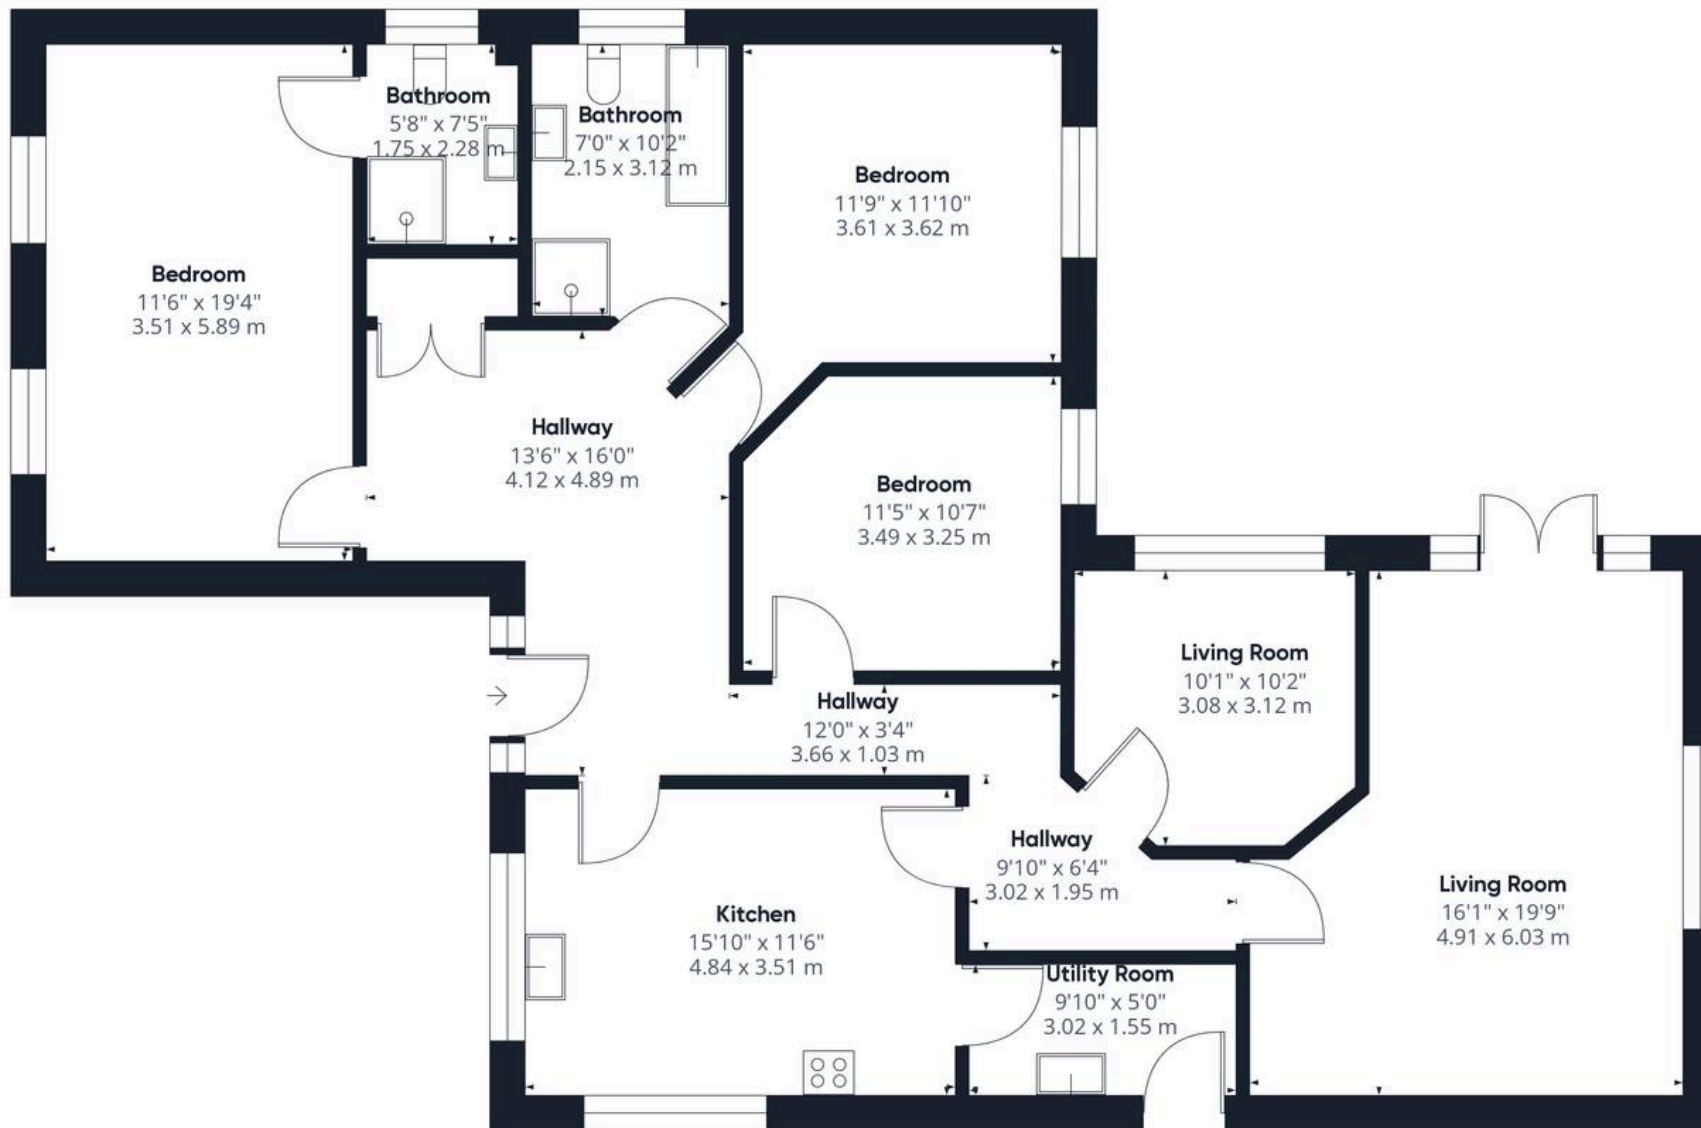 Bathroom
5'8" x 7'5"
1.75 x 2.28 m
Bathroom
7'0" x 10'2"
2.15 x 3.12 m
Bedroom
11'9" x 11'10"
3.61 x 3.62 m
Bedroom
11'6" x 19'4"
3.51 x 5.89 m
Hallway
13'6" x 16'0"
4.12 x 4.89 m
Bedroom
11'5" x 10'7"
3.49 x 3.25 m
Living Room
10'1" x 10'2"
3.08 x 3.12 m
Hallway
12'0" x 3'4"
3.66 x 1.03 m
Hallway
9'10" x 6'4"
3.02 x 1.95 m
Living Room
16'1" x 19'9"
4.91 x 6.03 m
Kitchen
15'10" x 11'6"
4.84 x 3.51 m
Utility Room
9'10" x 5'0"
3.02 x 1.55 m